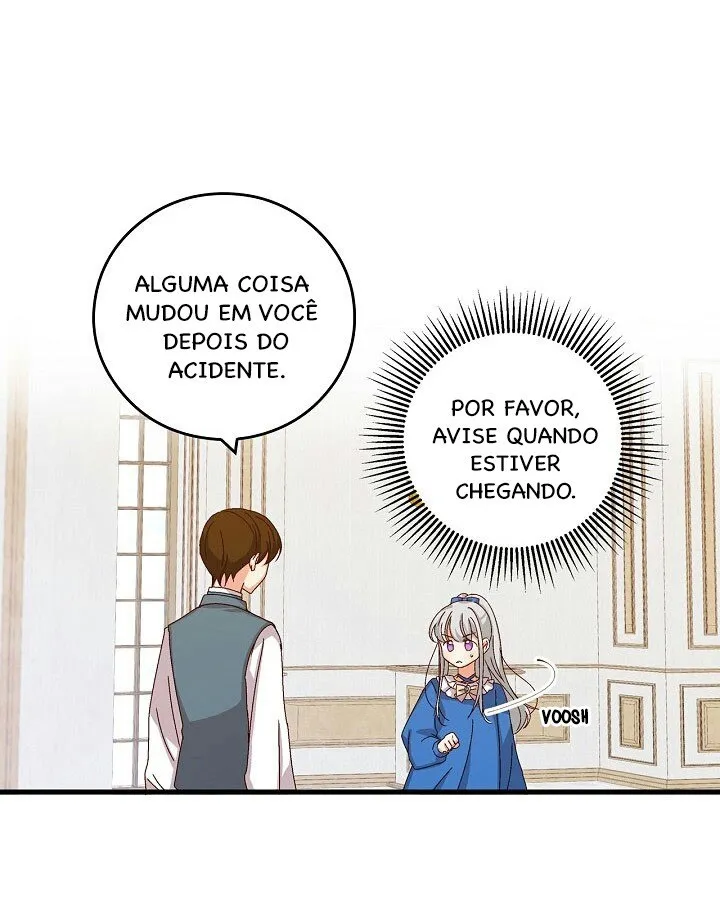 ALGUMA COISA
MUDOU EM VOCÊ
DEPOIS DO
ACIDENTE.
POR FAVOR,
AVISE QUANDO
ESTIVER
CHEGANDO.
VOOSH